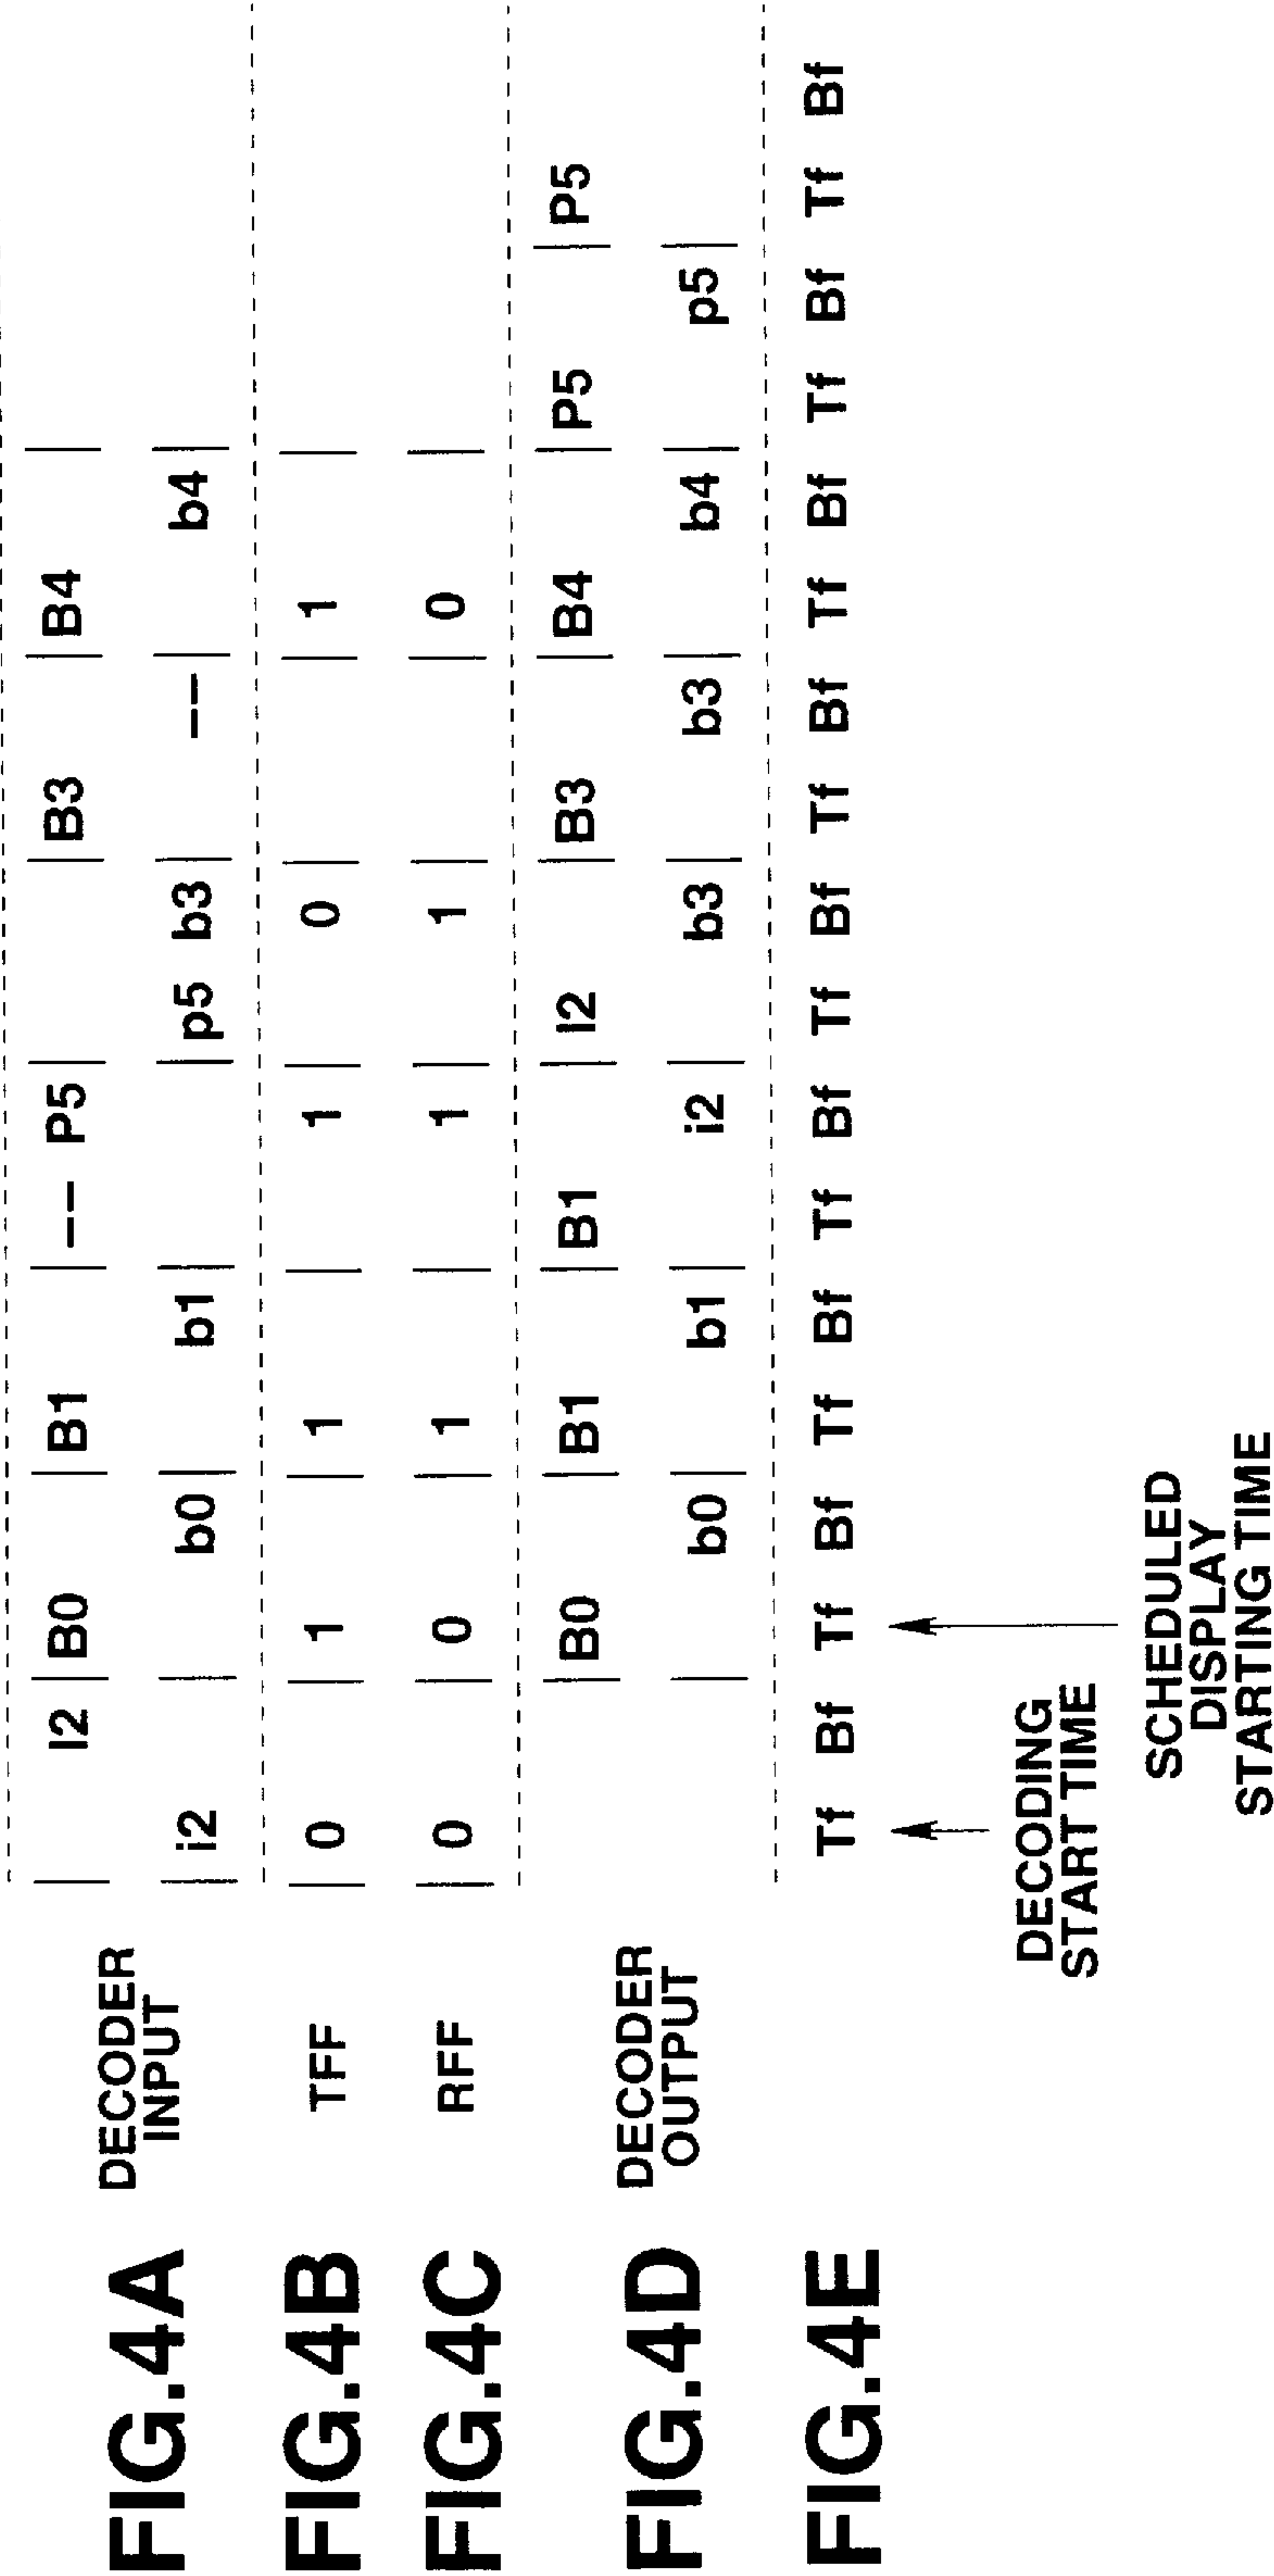 FIG.4A DECODER INPUT
I2 B0 B1 -- P5 B3 B4
i2 b0 b1 p5 b3 -- b4
FIG.4B TFF 0 1 1 1 0 1
FIG.4C RFF 0 0 1 1 1 0
FIG.4D DECODER OUTPUT
B0 B1 B1 I2 B3 B4 P5 P5
b0 b1 i2 b3 b3 b4 p5
FIG.4E Tf Bf Tf Bf Tf Bf Tf Bf Tf Bf Tf Bf Tf Bf Tf Bf Tf Bf
DECODING
START TIME
SCHEDULED
DISPLAY
STARTING TIME